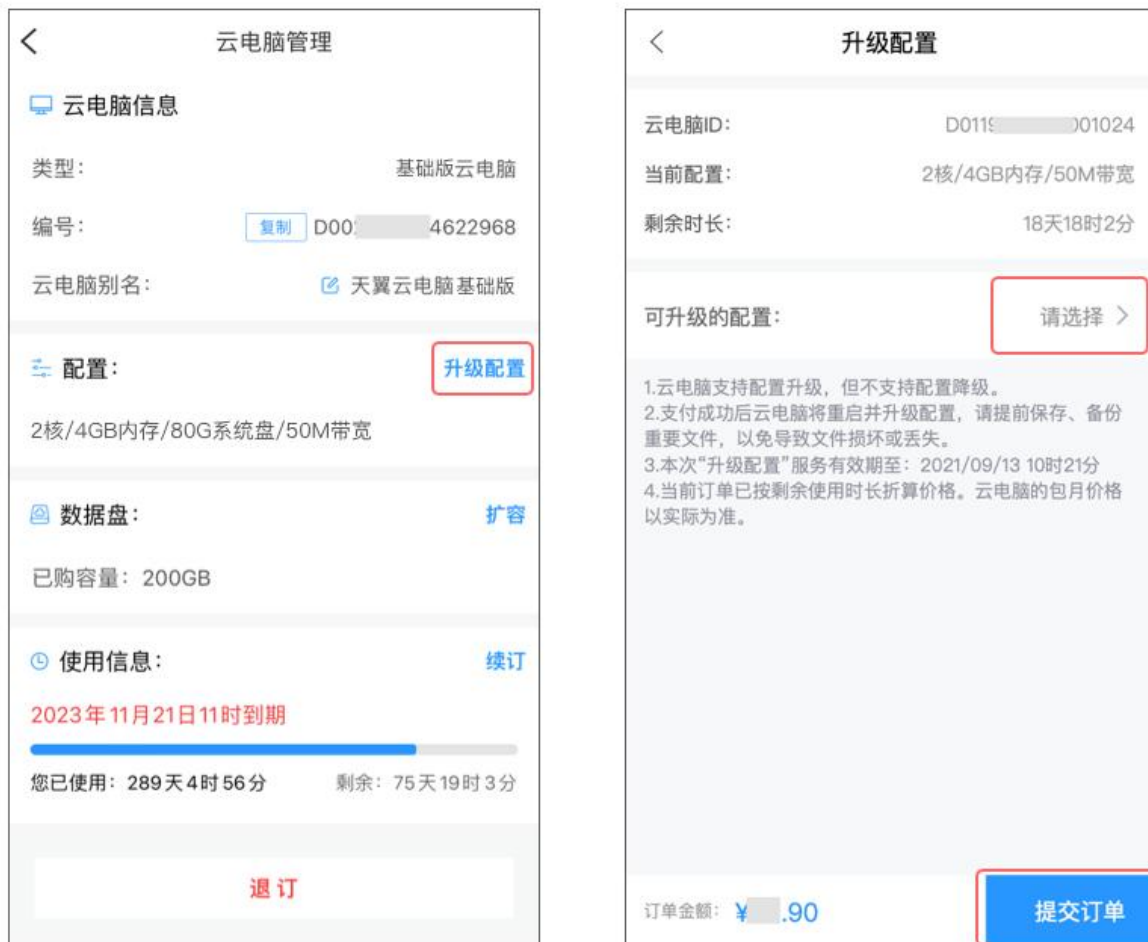 云电脑管理
云电脑信息
类型： 基础版云电脑
编号： 复制 D00 4622968
云电脑别名： 天翼云电脑基础版
配置： 升级配置
2核/4GB内存/80G系统盘/50M带宽
数据盘： 扩容
已购容量：200GB
使用信息： 续订
2023年11月21日11时到期
您已使用：289天4时56分 剩余：75天19时3分
退订
升级配置
云电脑ID： D0119 001024
当前配置： 2核/4GB内存/50M带宽
剩余时长： 18天18时2分
可升级的配置： 请选择
1.云电脑支持配置升级，但不支持配置降级。
2.支付成功后云电脑将重启并升级配置，请提前保存、备份
重要文件，以免导致文件损坏或丢失。
3.本次“升级配置”服务有效期至：2021/09/13 10时21分
4.当前订单已按剩余使用时长折算价格。云电脑的包月价格
以实际为准。
订单金额：¥ .90 提交订单